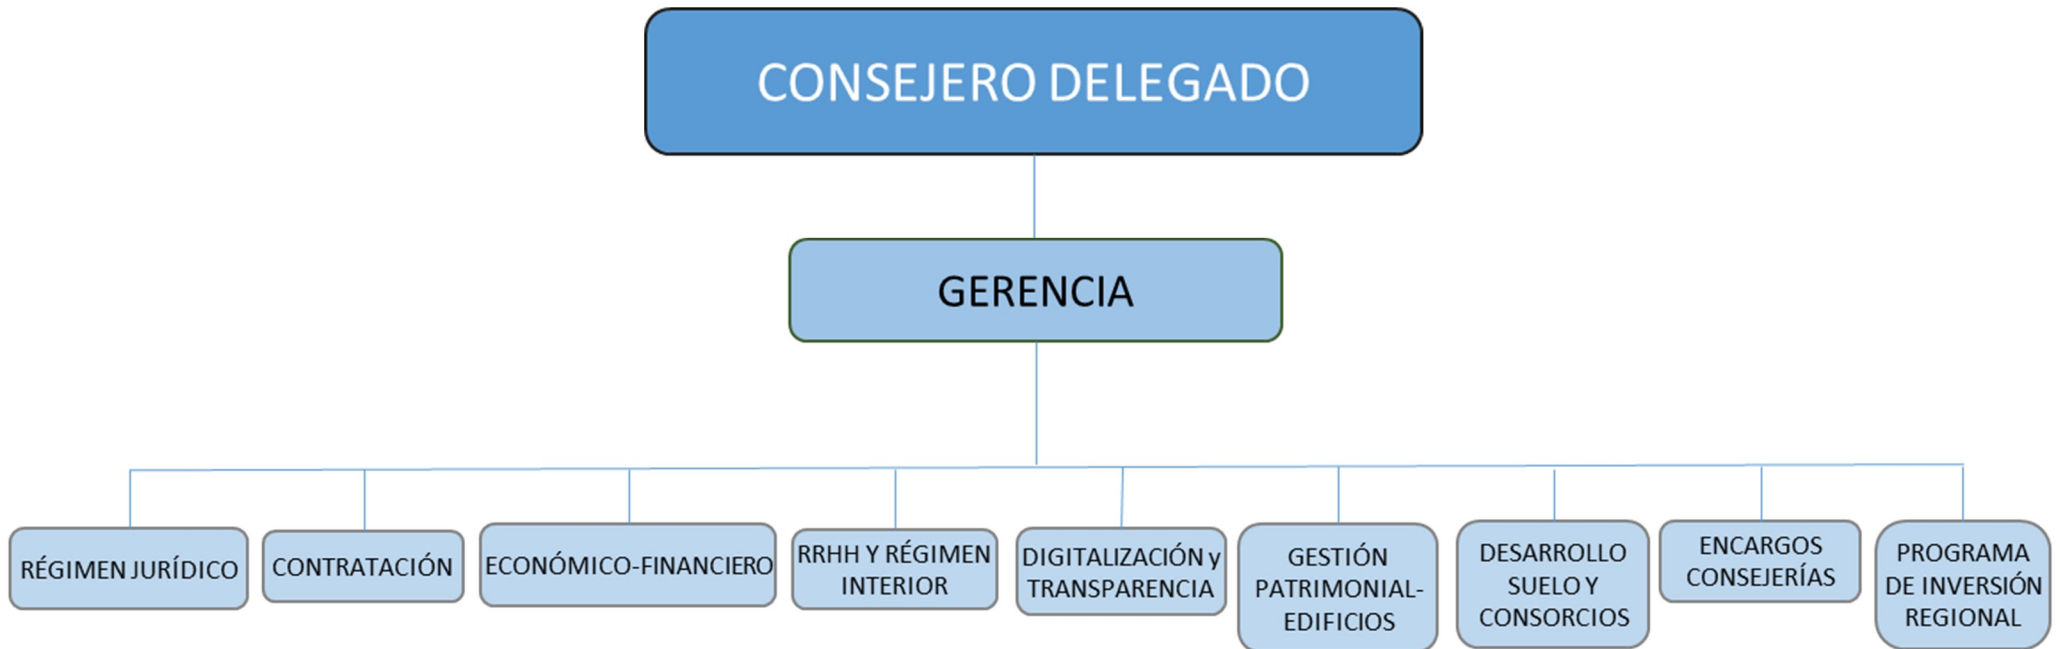 CONSEJERO DELEGADO
GERENCIA
RÉGIMEN JURÍDICO
CONTRATACIÓN
ECONÓMICO-FINANCIERO
RRHH Y RÉGIMEN
INTERIOR
DIGITALIZACIÓN y
TRANSPARENCIA
GESTIÓN
PATRIMONIAL-
EDIFICIOS
DESARROLLO
SUELO Y
CONSORCIOS
ENCARGOS
CONSEJERÍAS
PROGRAMA
DE INVERSIÓN
REGIONAL